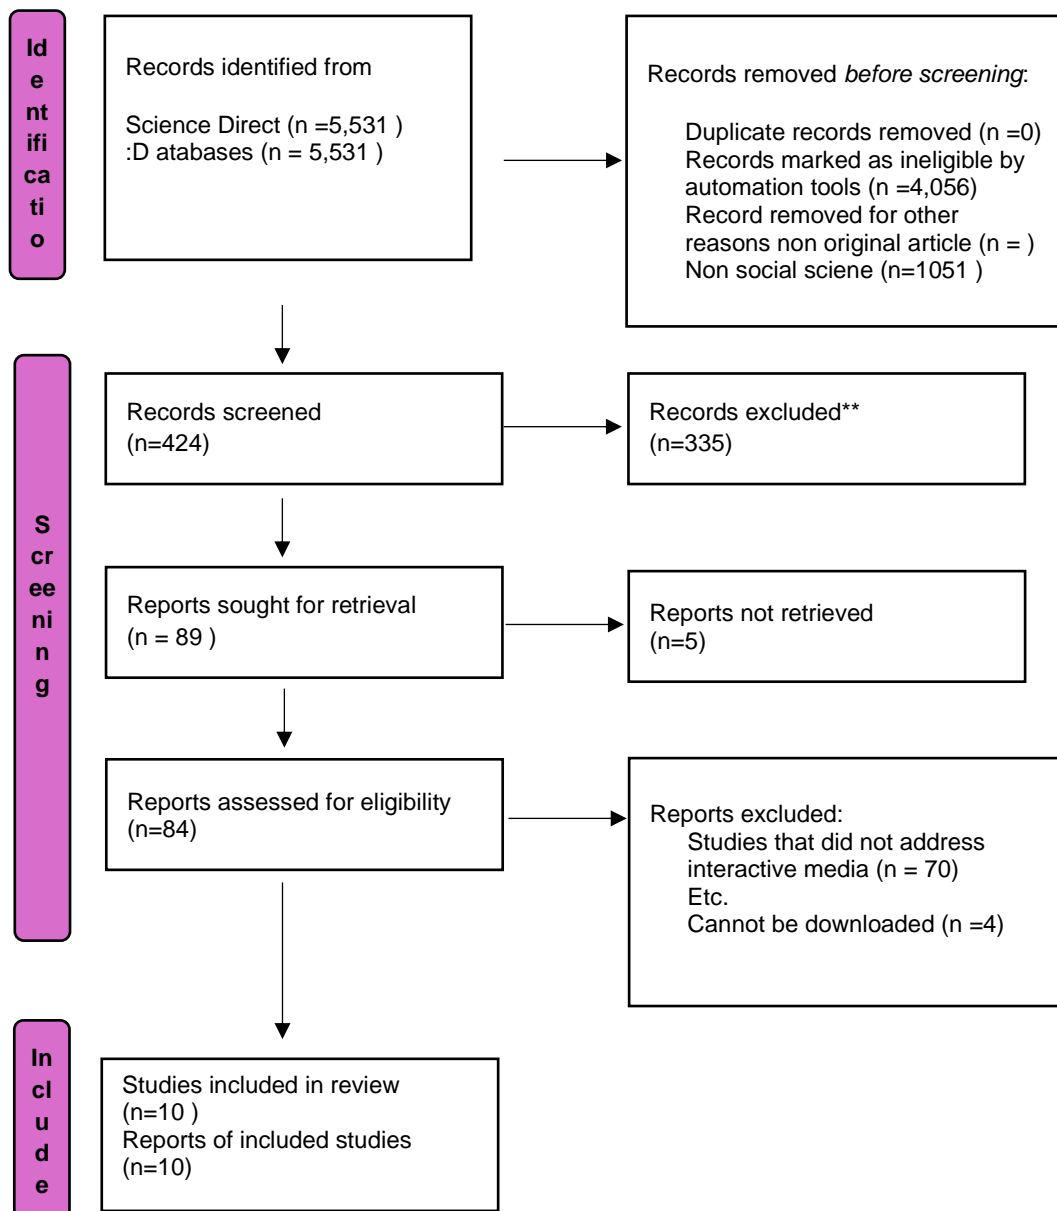 Id
e
nt
ifi
ca
ti
o
Records identified from
Science Direct (n =5,531 )
:D atabases (n = 5,531 )
Records removed before screening:
Duplicate records removed (n =0)
Records marked as ineligible by
automation tools (n =4,056)
Record removed for other
reasons non original article (n = )
Non social sciene (n=1051 )
S
cr
ee
ni
n
g
Records screened
(n=424)
Records excluded**
(n=335)
Reports sought for retrieval
(n = 89 )
Reports not retrieved
(n=5)
Reports assessed for eligibility
(n=84)
Reports excluded:
Studies that did not address
interactive media (n = 70)
Etc.
Cannot be downloaded (n =4)
In
cl
u
d
e
Studies included in review
(n=10 )
Reports of included studies
(n=10)